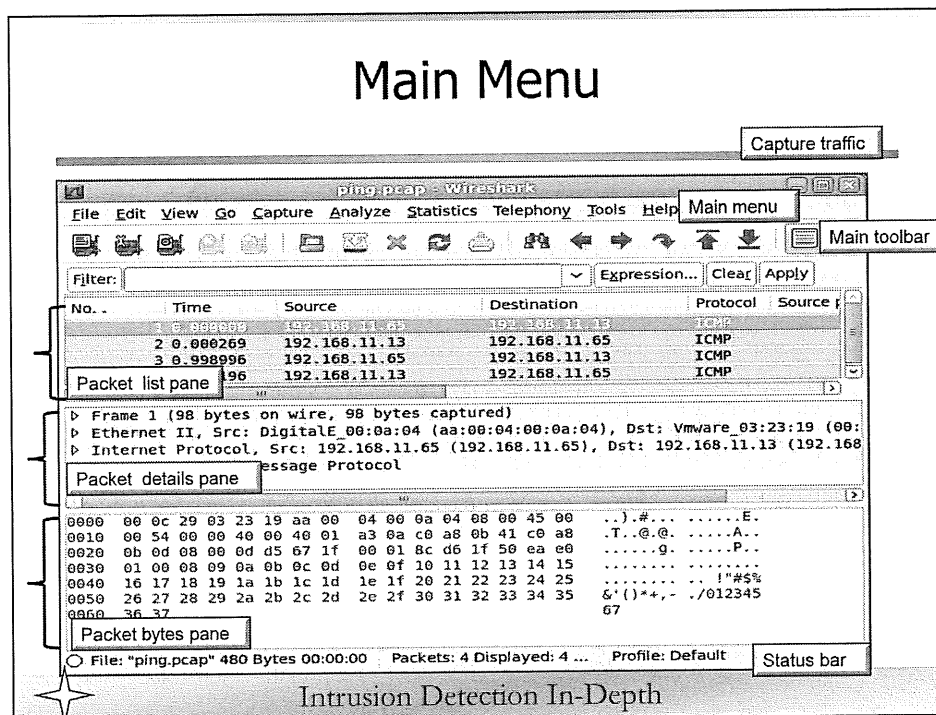 Main Menu
Capture traffic
ping.pcap - Wireshark
File Edit View Go Capture Analyze Statistics Telephony Tools Help
Main menu
Main toolbar
Filter: Expression... Clear Apply
No. . Time Source Destination Protocol Source p
1 0.000000 192.168.11.65 192.168.11.13 ICMP
2 0.000269 192.168.11.13 192.168.11.65 ICMP
3 0.998996 192.168.11.65 192.168.11.13 ICMP
196 192.168.11.13 192.168.11.65 ICMP
Packet list pane
Frame 1 (98 bytes on wire, 98 bytes captured)
Ethernet II, Src: DigitalE_00:0a:04 (aa:00:04:00:0a:04), Dst: Vmware_03:23:19 (00:
Internet Protocol, Src: 192.168.11.65 (192.168.11.65), Dst: 192.168.11.13 (192.168
essage Protocol
Packet details pane
0000 00 0c 29 03 23 19 aa 00 04 00 0a 04 08 00 45 00 ..).#... ......E.
0010 00 54 00 00 40 00 40 01 a3 0a c0 a8 0b 41 c0 a8 .T..@.@. .....A..
0020 0b 0d 08 00 0d d5 67 1f 00 01 8c d6 1f 50 ea e0 ......g. .....P..
0030 01 00 08 09 0a 0b 0c 0d 0e 0f 10 11 12 13 14 15 ........ ........
0040 16 17 18 19 1a 1b 1c 1d 1e 1f 20 21 22 23 24 25 ........ .. !"#$%
0050 26 27 28 29 2a 2b 2c 2d 2e 2f 30 31 32 33 34 35 &'()*+,- ./012345
0060 36 37 67
Packet bytes pane
File: "ping.pcap" 480 Bytes 00:00:00 Packets: 4 Displayed: 4 ... Profile: Default
Status bar
Intrusion Detection In-Depth